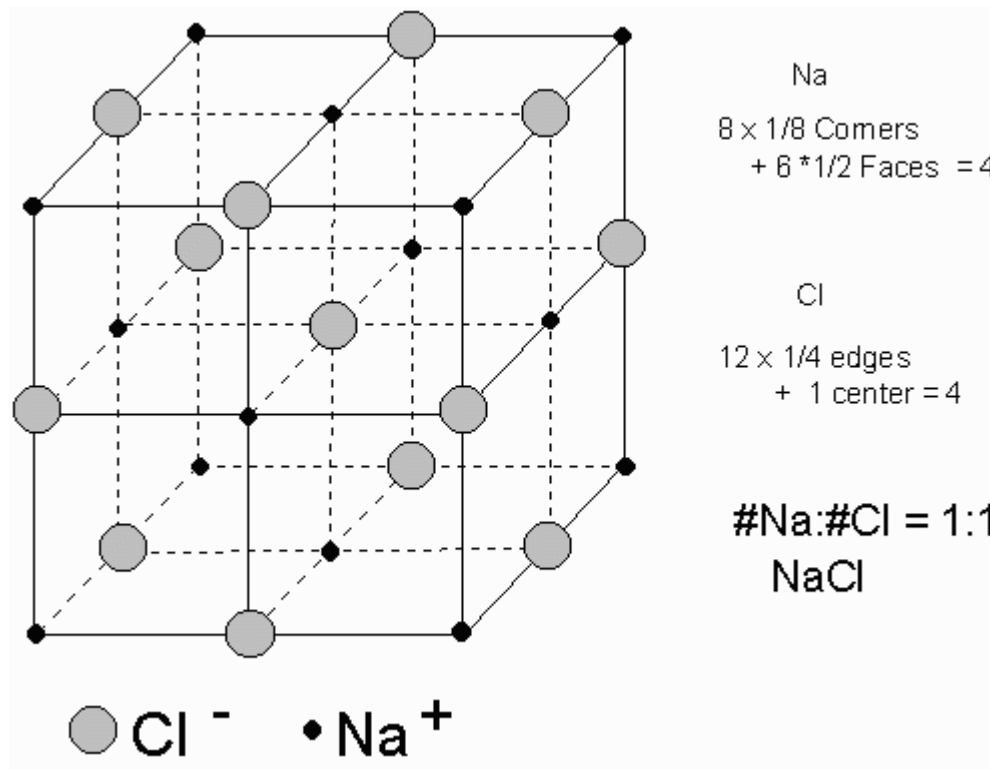 Na
8 x 1/8 Corners
+ 6 *1/2 Faces = 4
Cl
12 x 1/4 edges
+ 1 center = 4
#Na:#Cl = 1:1
NaCl
Cl - Na +